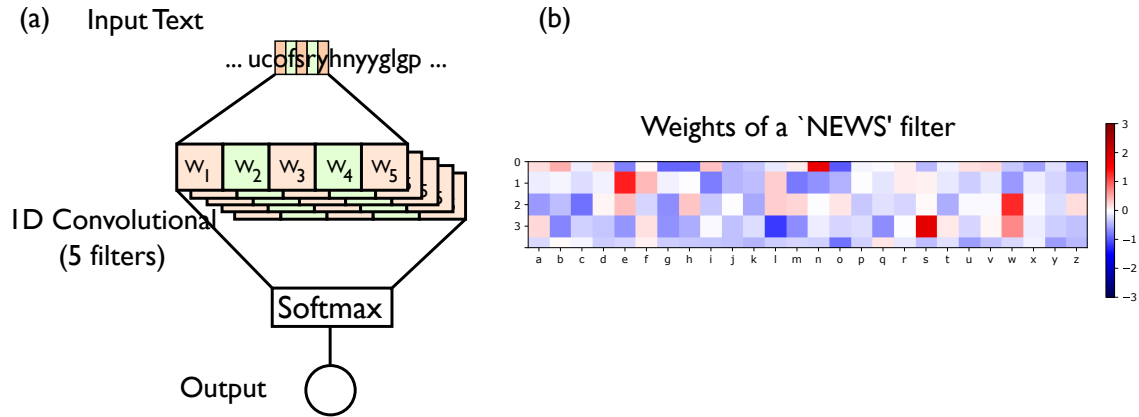 (a) Input Text
... ucofsryhnyyglgp ...
W1 W2 W3 W4 W5
1D Convolutional
(5 filters)
Softmax
Output
(b)
Weights of a `NEWS' filter
0
1
2
3
a b c d e f g h i j k l m n o p q r s t u v w x y z
3
2
1
0
−1
−2
−3